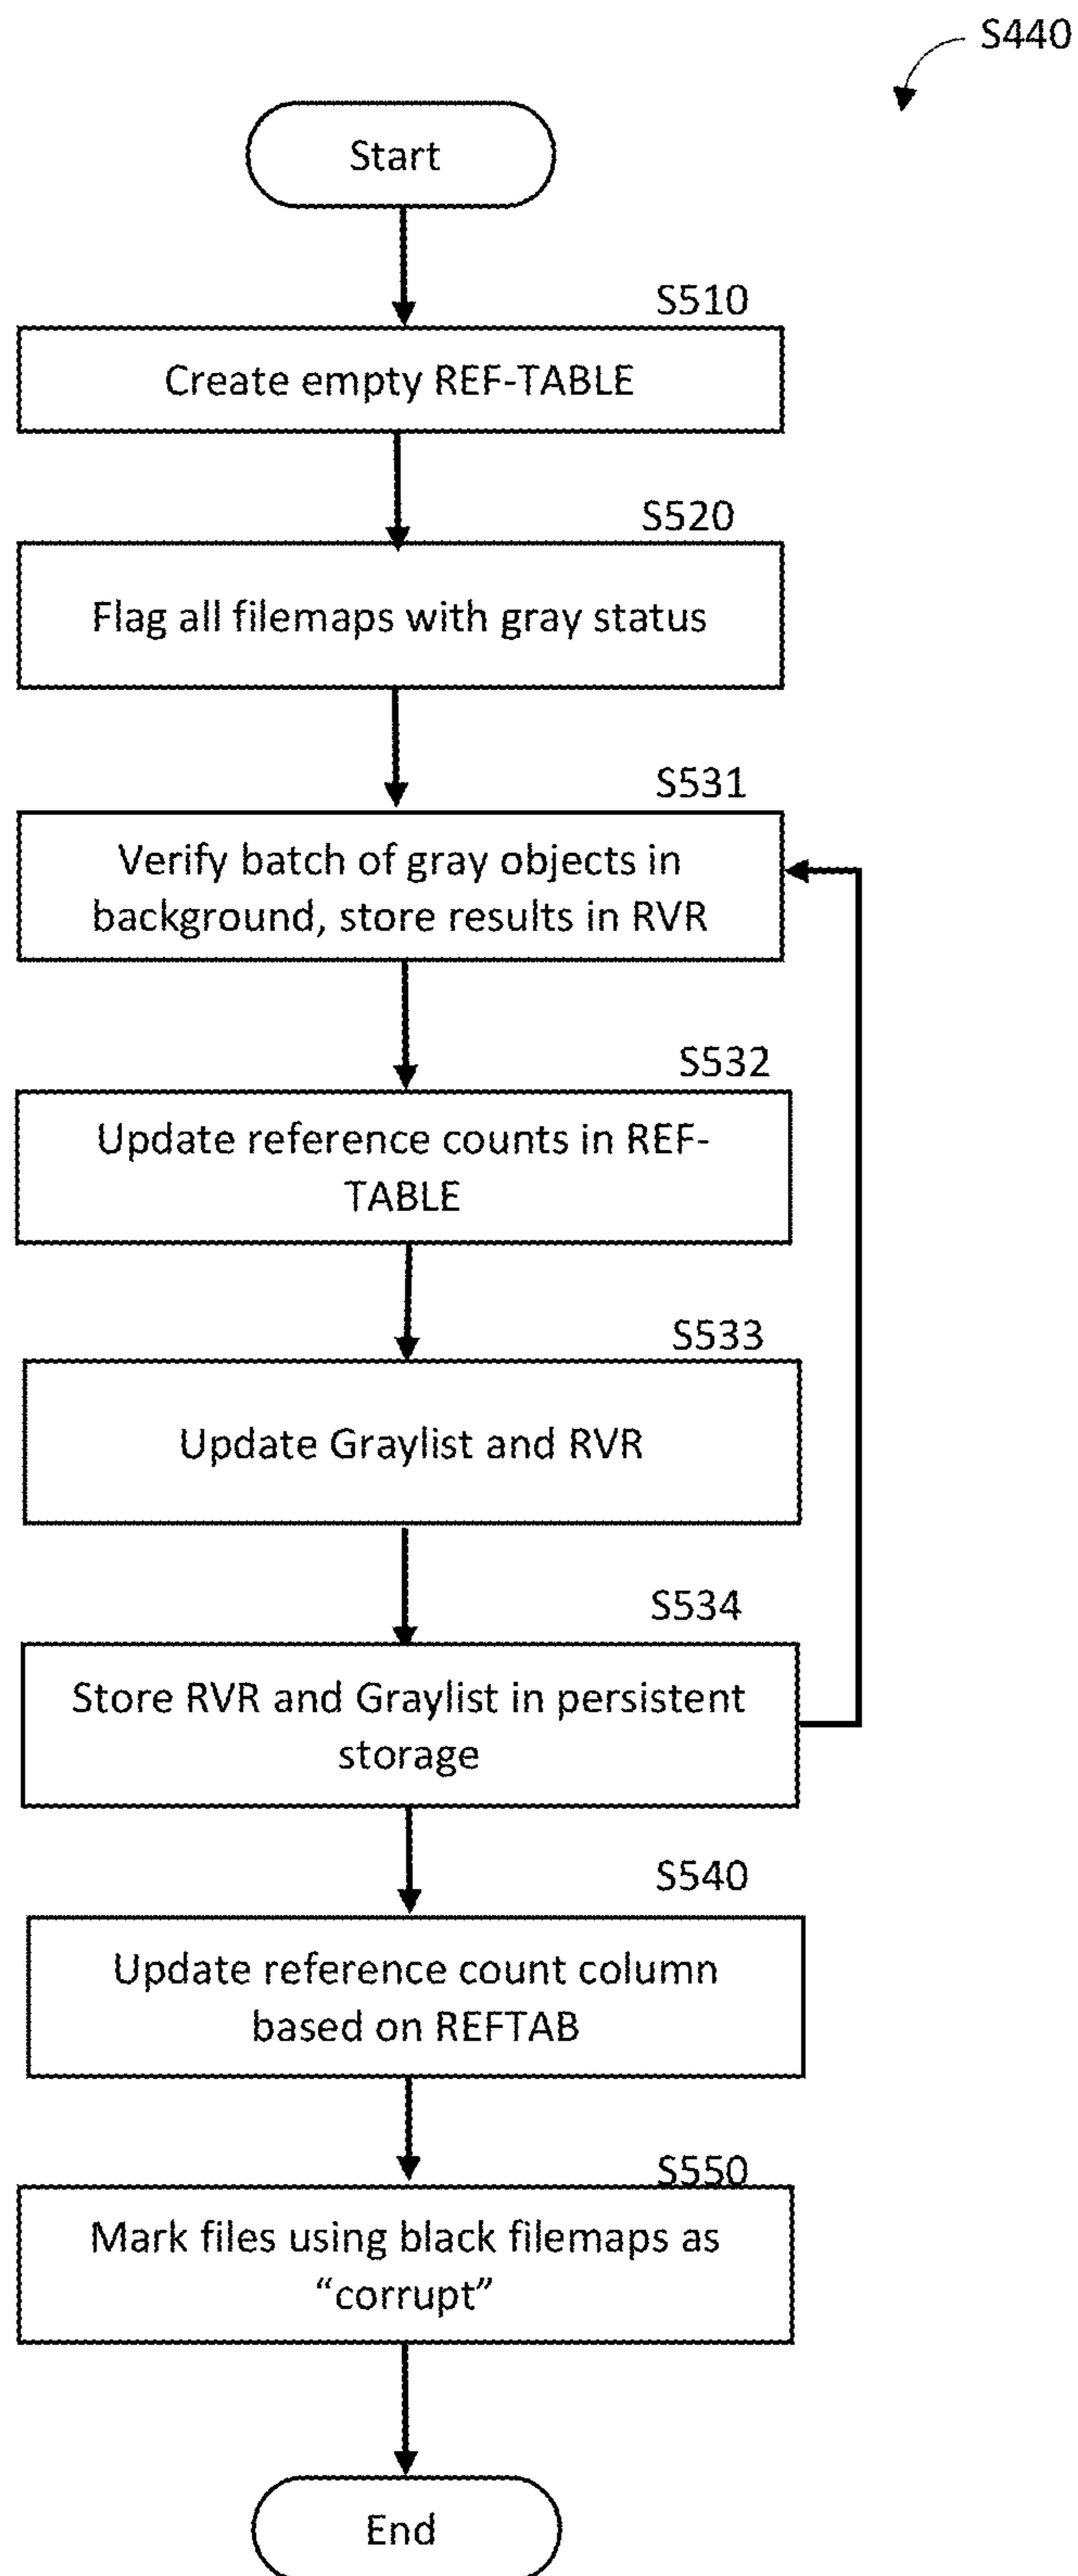 S440
Start
S510
Create empty REF-TABLE
S520
Flag all filemaps with gray status
S531
Verify batch of gray objects in
background, store results in RVR
S532
Update reference counts in REF-
TABLE
S533
Update Graylist and RVR
S534
Store RVR and Graylist in persistent
storage
S540
Update reference count column
based on REFTAB
S550
Mark files using black filemaps as
“corrupt”
End